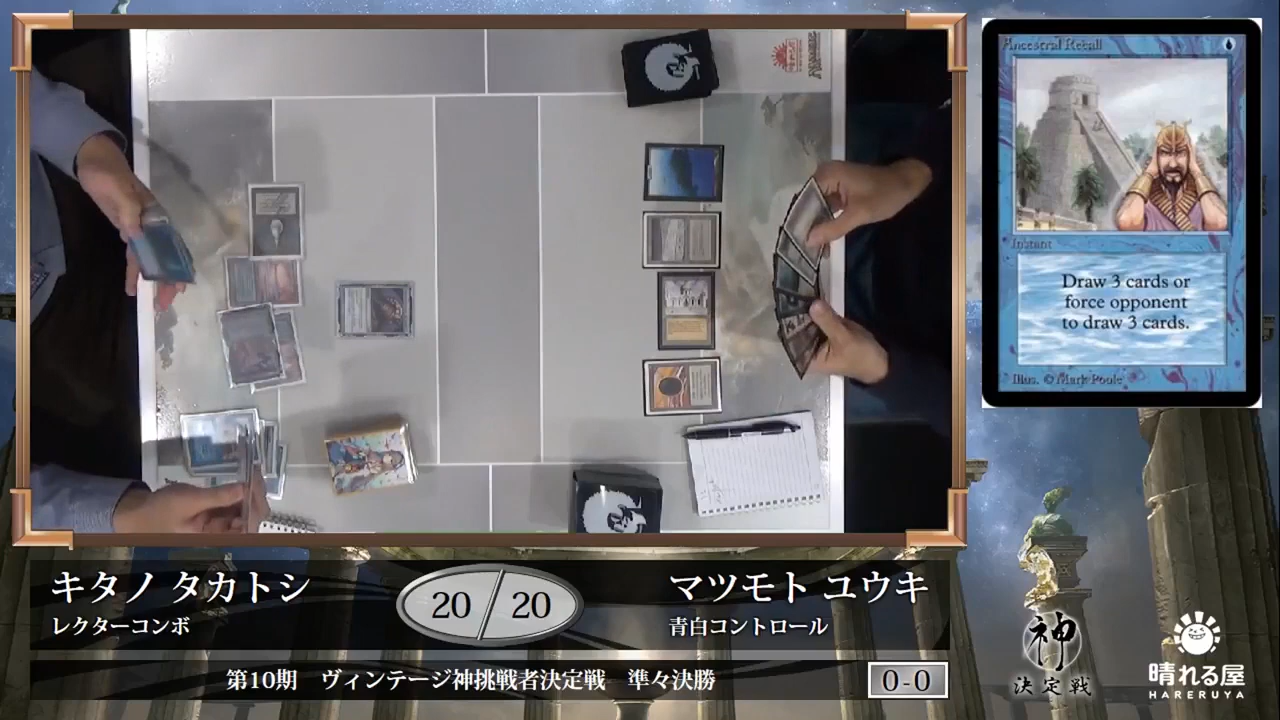 Ancestral Recall
Instant
Draw 3 cards or
force opponent
to draw 3 cards.
Illus. © Mark Poole
キタノ タカトシ
レクターコンボ
20 / 20
マツモト ユウキ
青白コントロール
第10期 ヴィンテージ神挑戦者決定戦 準々決勝
0-0
神
決定戦
晴れる屋
HARERUYA